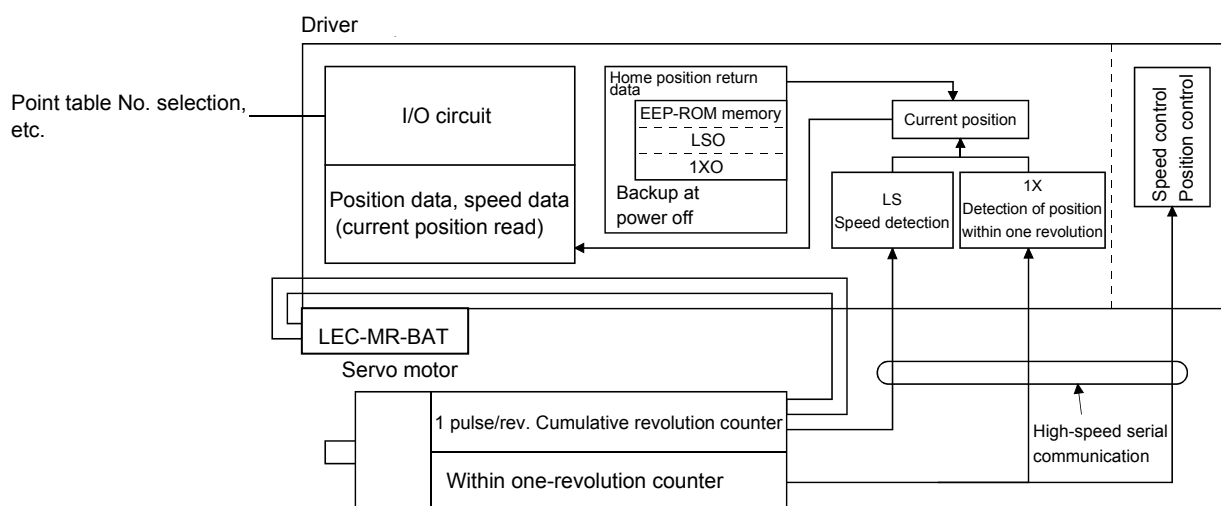 Driver
Point table No. selection,
etc.
I/O circuit
Position data, speed data
(current position read)
Home position return
data
EEP-ROM memory
LSO
1XO
Backup at
power off
Current position
LS
Speed detection
1X
Detection of position
within one revolution
Speed control
Position control
LEC-MR-BAT
Servo motor
1 pulse/rev. Cumulative revolution counter
Within one-revolution counter
High-speed serial
communication